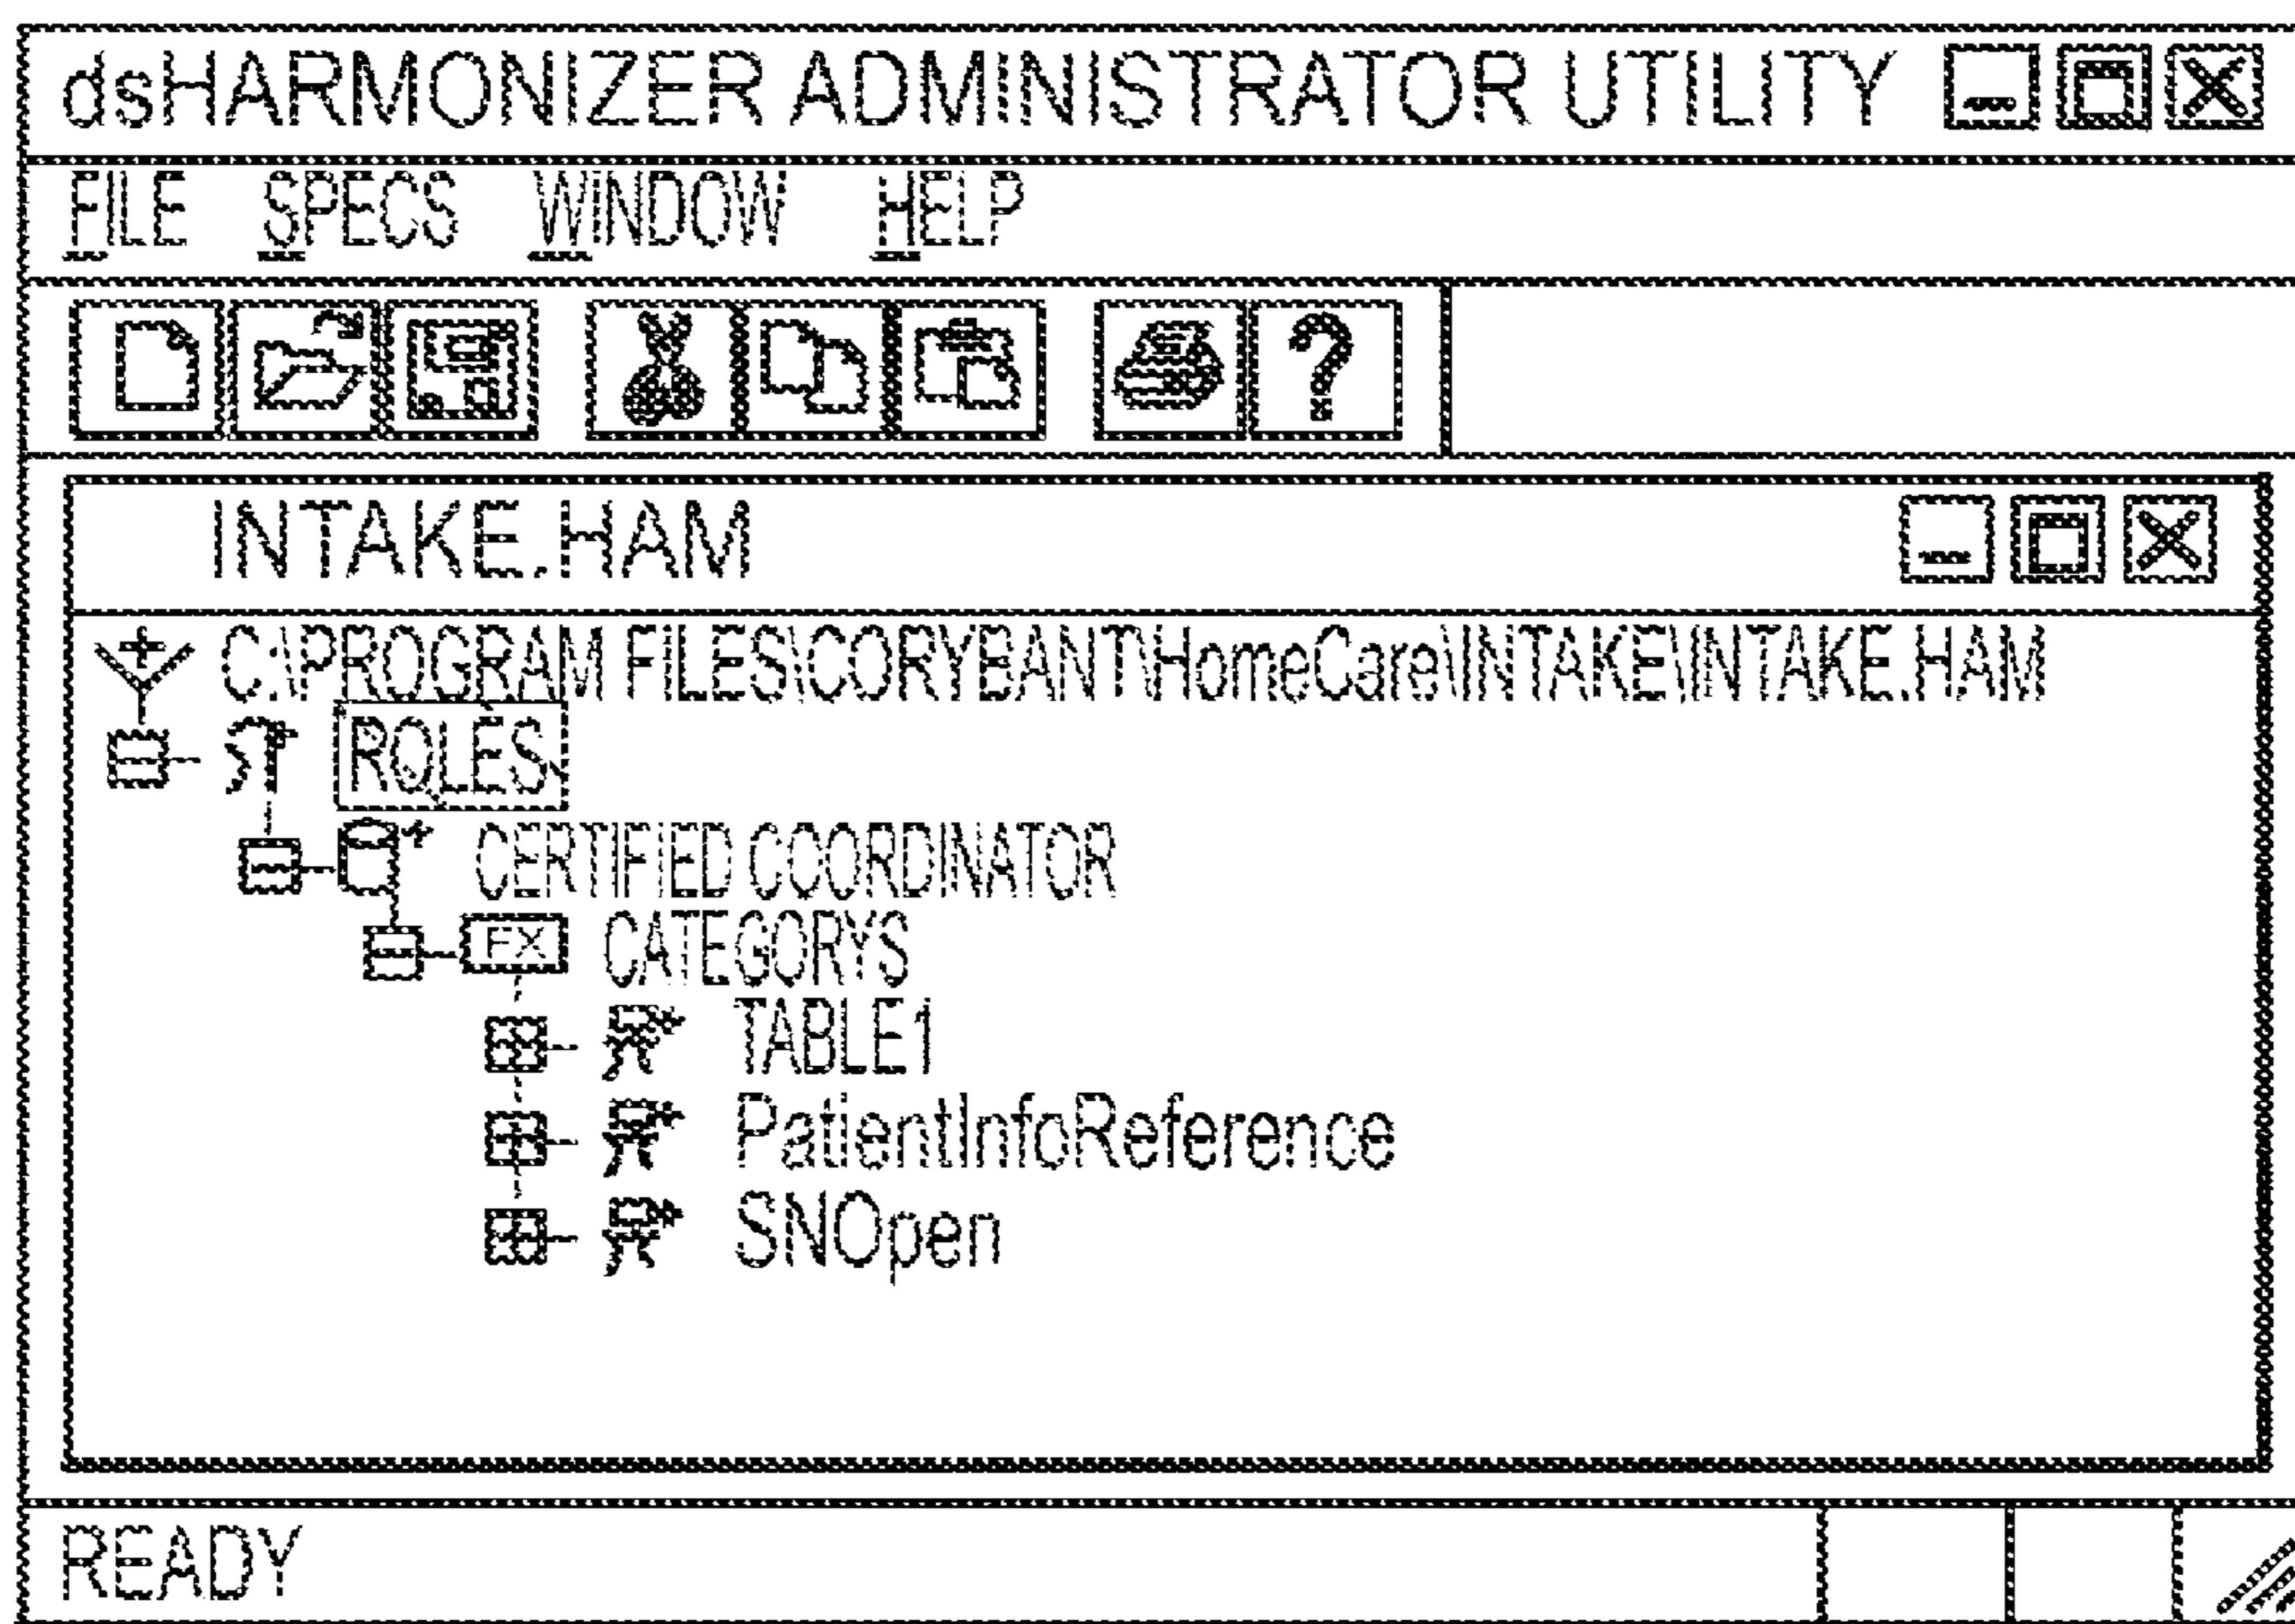 dsHARMONIZER ADMINISTRATOR UTILITY
FILE SPECS WINDOW HELP
?
INTAKE.HAM
C:\PROGRAM FILES\CORYBANT\HomeCare\INTAKE\INTAKE.HAM
ROLES
CERTIFIED COORDINATOR
FX CATEGORYS
TABLE1
PatientInfoReference
SNOpen
READY